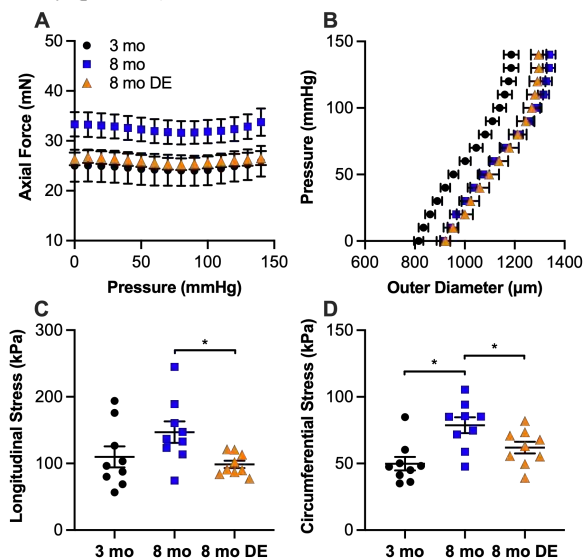 A
50
40
30
20
10
Axial Force (mN)
3 mo
8 mo
8 mo DE
0
50
100
150
Pressure (mmHg)
B
150
100
50
0
Pressure (mmHg)
600
800
1000
1200
1400
Outer Diameter (µm)
C
300
200
100
0
Longitudinal Stress (kPa)
*
3 mo
8 mo
8 mo DE
D
150
100
50
0
Circumferential Stress (kPa)
*
*
3 mo
8 mo
8 mo DE